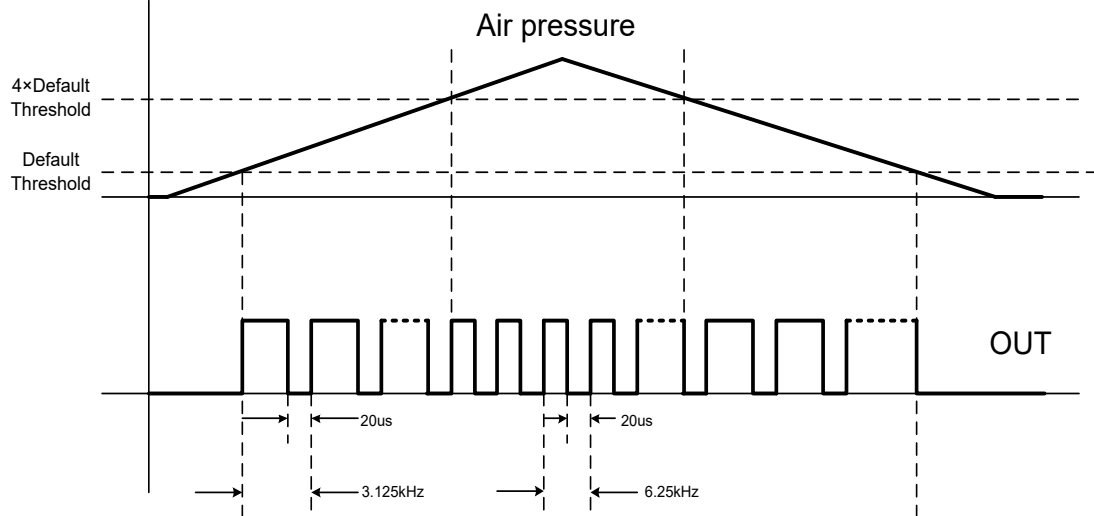 Air pressure
4×Default
Threshold
Default
Threshold
OUT
20us
20us
3.125kHz
6.25kHz